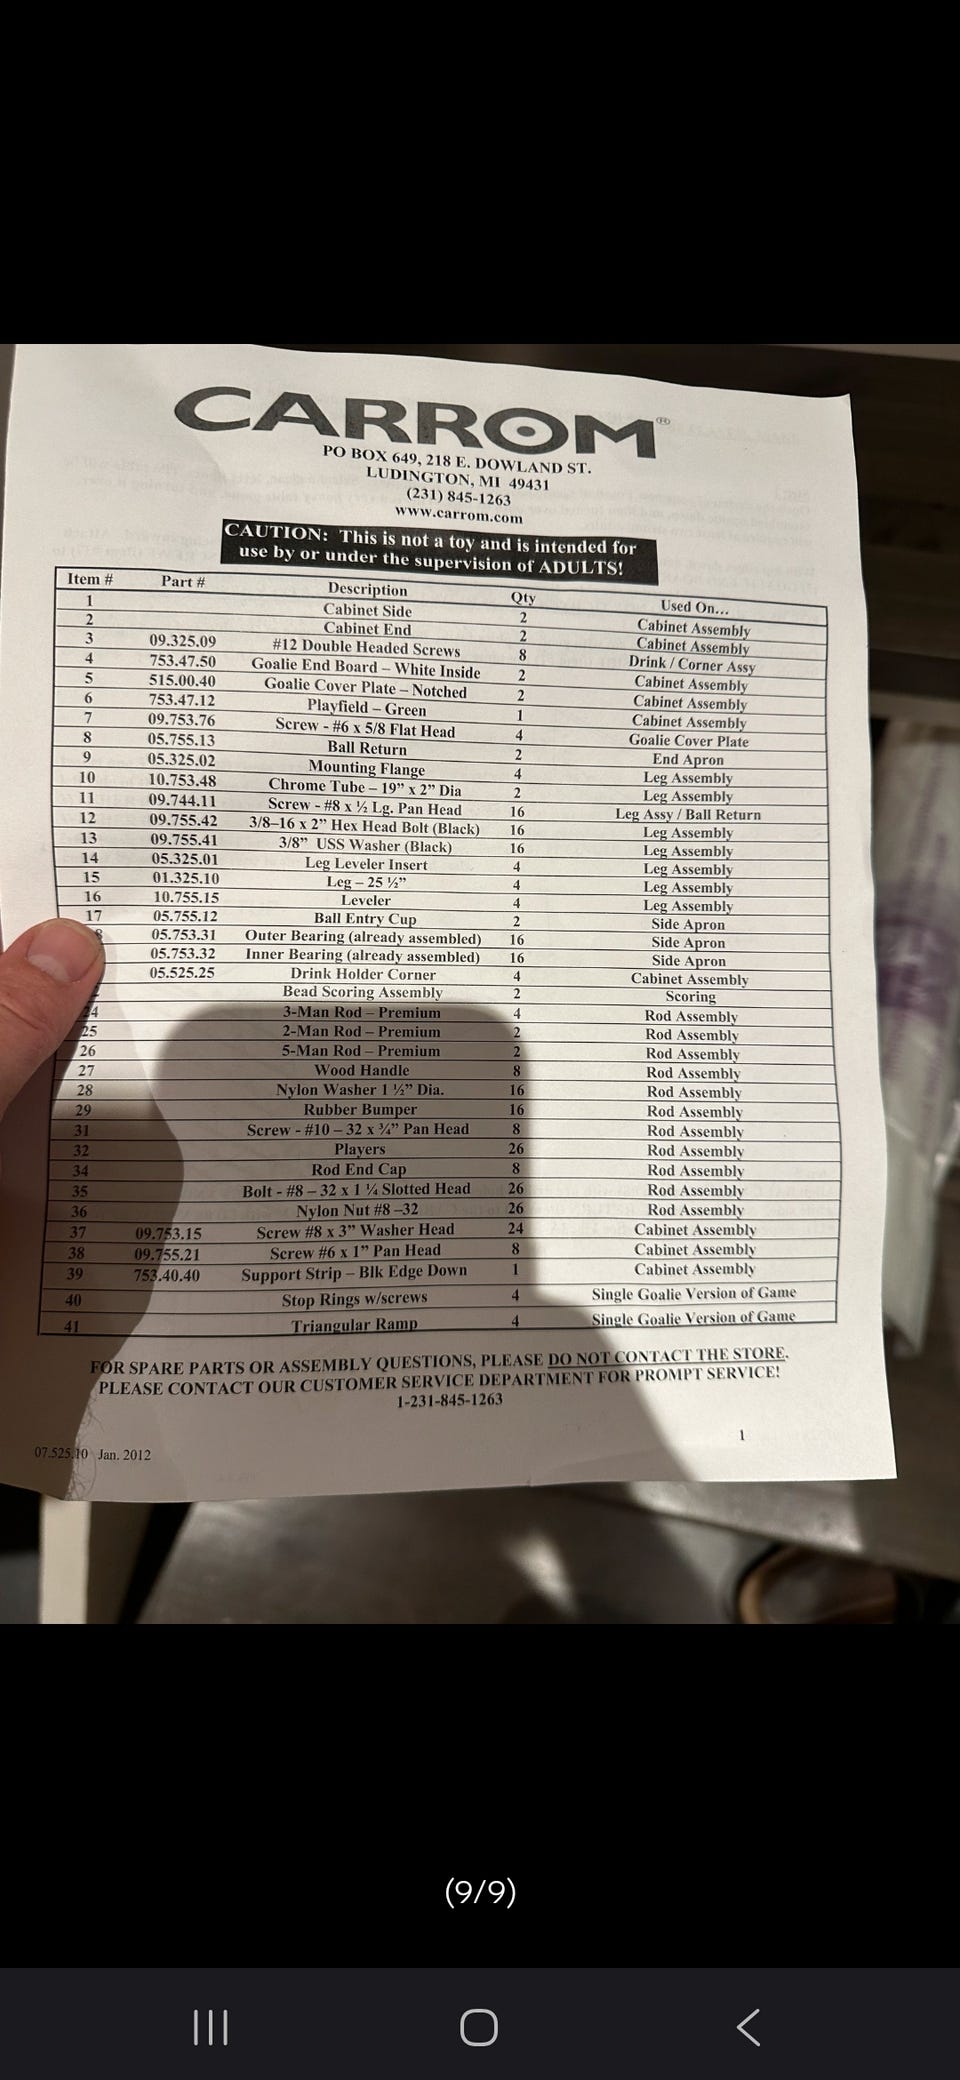 CARROM®
PO BOX 649, 218 E. DOWLAND ST.
LUDINGTON, MI 49431
(231) 845-1263
www.carrom.com
CAUTION: This is not a toy and is intended for
use by or under the supervision of ADULTS!
Item # Part # Description Qty Used On...
1 Cabinet Side 2 Cabinet Assembly
2 Cabinet End 2 Cabinet Assembly
3 09.325.09 #12 Double Headed Screws 8 Drink / Corner Assy
4 753.47.50 Goalie End Board – White Inside 2 Cabinet Assembly
5 515.00.40 Goalie Cover Plate – Notched 2 Cabinet Assembly
6 753.47.12 Playfield – Green 1 Cabinet Assembly
7 09.753.76 Screw - #6 x 5/8 Flat Head 4 Goalie Cover Plate
8 05.755.13 Ball Return 2 End Apron
9 05.325.02 Mounting Flange 4 Leg Assembly
10 10.753.48 Chrome Tube – 19” x 2” Dia 2 Leg Assembly
11 09.744.11 Screw - #8 x ½ Lg. Pan Head 16 Leg Assy / Ball Return
12 09.755.42 3/8–16 x 2” Hex Head Bolt (Black) 16 Leg Assembly
13 09.755.41 3/8” USS Washer (Black) 16 Leg Assembly
14 05.325.01 Leg Leveler Insert 4 Leg Assembly
15 01.325.10 Leg – 25 ½” 4 Leg Assembly
16 10.755.15 Leveler 4 Leg Assembly
17 05.755.12 Ball Entry Cup 2 Side Apron
05.753.31 Outer Bearing (already assembled) 16 Side Apron
05.753.32 Inner Bearing (already assembled) 16 Side Apron
05.525.25 Drink Holder Corner 4 Cabinet Assembly
Bead Scoring Assembly 2 Scoring
24 3-Man Rod – Premium 4 Rod Assembly
25 2-Man Rod – Premium 2 Rod Assembly
26 5-Man Rod – Premium 2 Rod Assembly
27 Wood Handle 8 Rod Assembly
28 Nylon Washer 1 ½” Dia. 16 Rod Assembly
29 Rubber Bumper 16 Rod Assembly
31 Screw - #10 – 32 x ¾” Pan Head 8 Rod Assembly
32 Players 26 Rod Assembly
34 Rod End Cap 8 Rod Assembly
35 Bolt - #8 – 32 x 1 ¼ Slotted Head 26 Rod Assembly
36 Nylon Nut #8 –32 26 Rod Assembly
37 09.753.15 Screw #8 x 3” Washer Head 24 Cabinet Assembly
38 09.755.21 Screw #6 x 1” Pan Head 8 Cabinet Assembly
39 753.40.40 Support Strip – Blk Edge Down 1 Cabinet Assembly
40 Stop Rings w/screws 4 Single Goalie Version of Game
41 Triangular Ramp 4 Single Goalie Version of Game
FOR SPARE PARTS OR ASSEMBLY QUESTIONS, PLEASE DO NOT CONTACT THE STORE.
PLEASE CONTACT OUR CUSTOMER SERVICE DEPARTMENT FOR PROMPT SERVICE!
1-231-845-1263
1
07.525.10 Jan. 2012
(9/9)